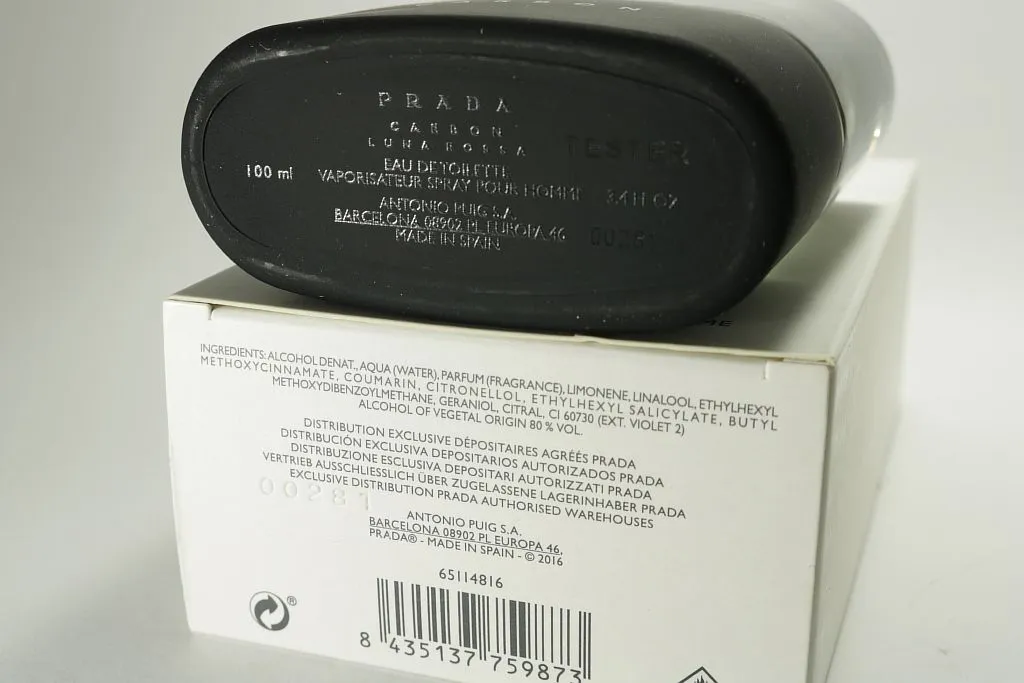 PRADA
CARBON
LUNA ROSSA
TESTER
EAU DE TOILETTE
100 ml VAPORISATEUR SPRAY POUR HOMME 3.4 fl OZ
ANTONIO PUIG S.A.
BARCELONA 08902 PL EUROPA 46
MADE IN SPAIN
00281
INGREDIENTS: ALCOHOL DENAT., AQUA (WATER), PARFUM (FRAGRANCE), LIMONENE, LINALOOL, ETHYLHEXYL
METHOXYCINNAMATE, COUMARIN, CITRONELLOL, ETHYLHEXYL SALICYLATE, BUTYL
METHOXYDIBENZOYLMETHANE, GERANIOL, CITRAL, CI 60730 (EXT. VIOLET 2)
ALCOHOL OF VEGETAL ORIGIN 80 % VOL.
DISTRIBUTION EXCLUSIVE DÉPOSITAIRES AGRÉÉS PRADA
DISTRIBUCIÓN EXCLUSIVA DEPOSITARIOS AUTORIZADOS PRADA
DISTRIBUZIONE ESCLUSIVA DEPOSITARI AUTORIZZATI PRADA
VERTRIEB AUSSCHLIESSLICH ÜBER ZUGELASSENE LAGERINHABER PRADA
EXCLUSIVE DISTRIBUTION PRADA AUTHORISED WAREHOUSES
00281
ANTONIO PUIG S.A.
BARCELONA 08902 PL EUROPA 46,
PRADA® - MADE IN SPAIN - © 2016
65114816
®
8 435137 759873